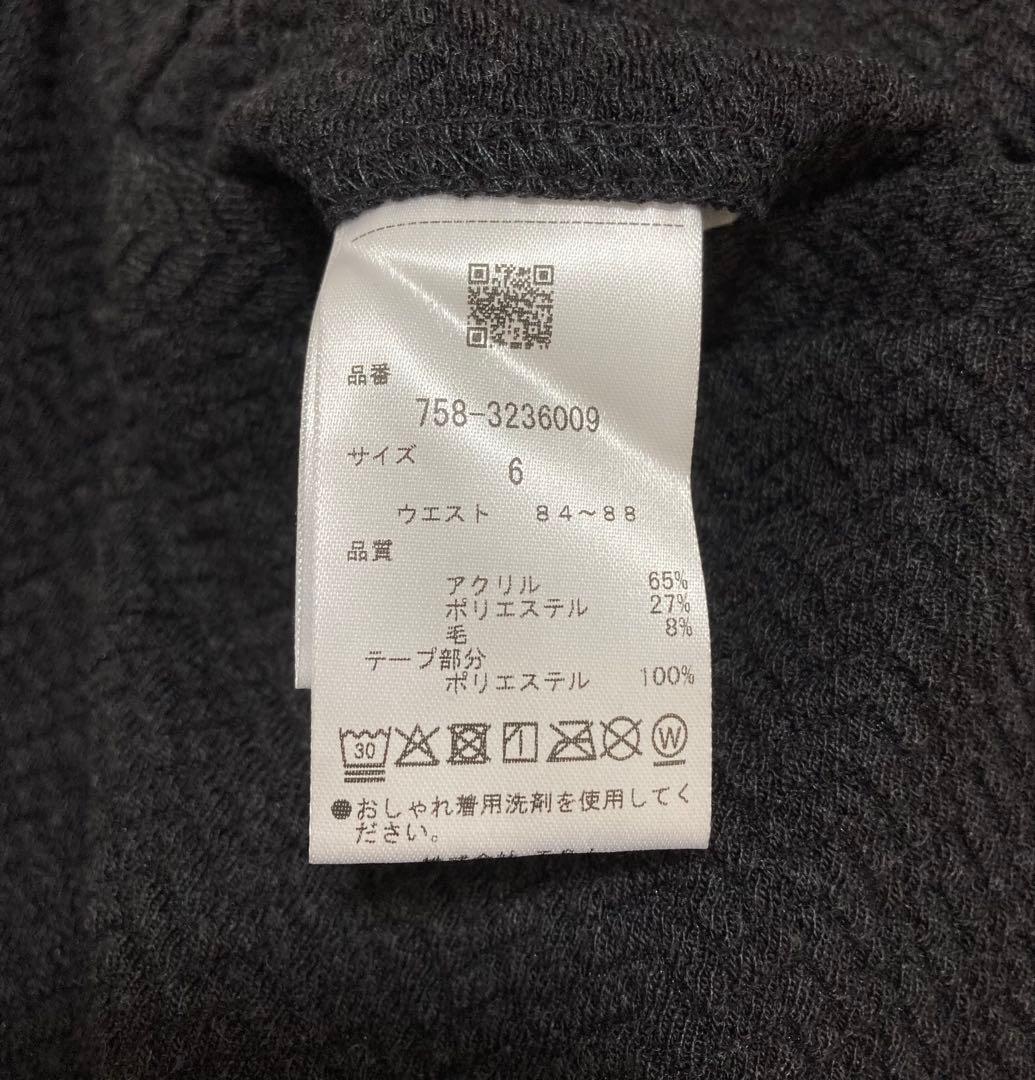 品番
758-3236009
サイズ
6
ウエスト 84～88
品質
アクリル 65%
ポリエステル 27%
毛 8%
テープ部分
ポリエステル 100%
30 W
●おしゃれ着用洗剤を使用してく
ださい。